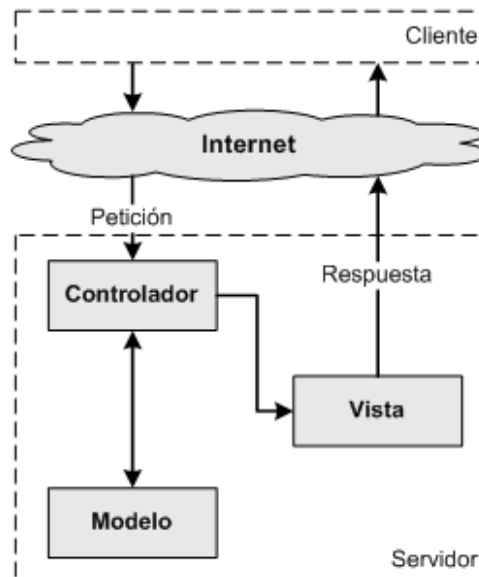 Cliente
Internet
Petición
Respuesta
Controlador
Vista
Modelo
Servidor